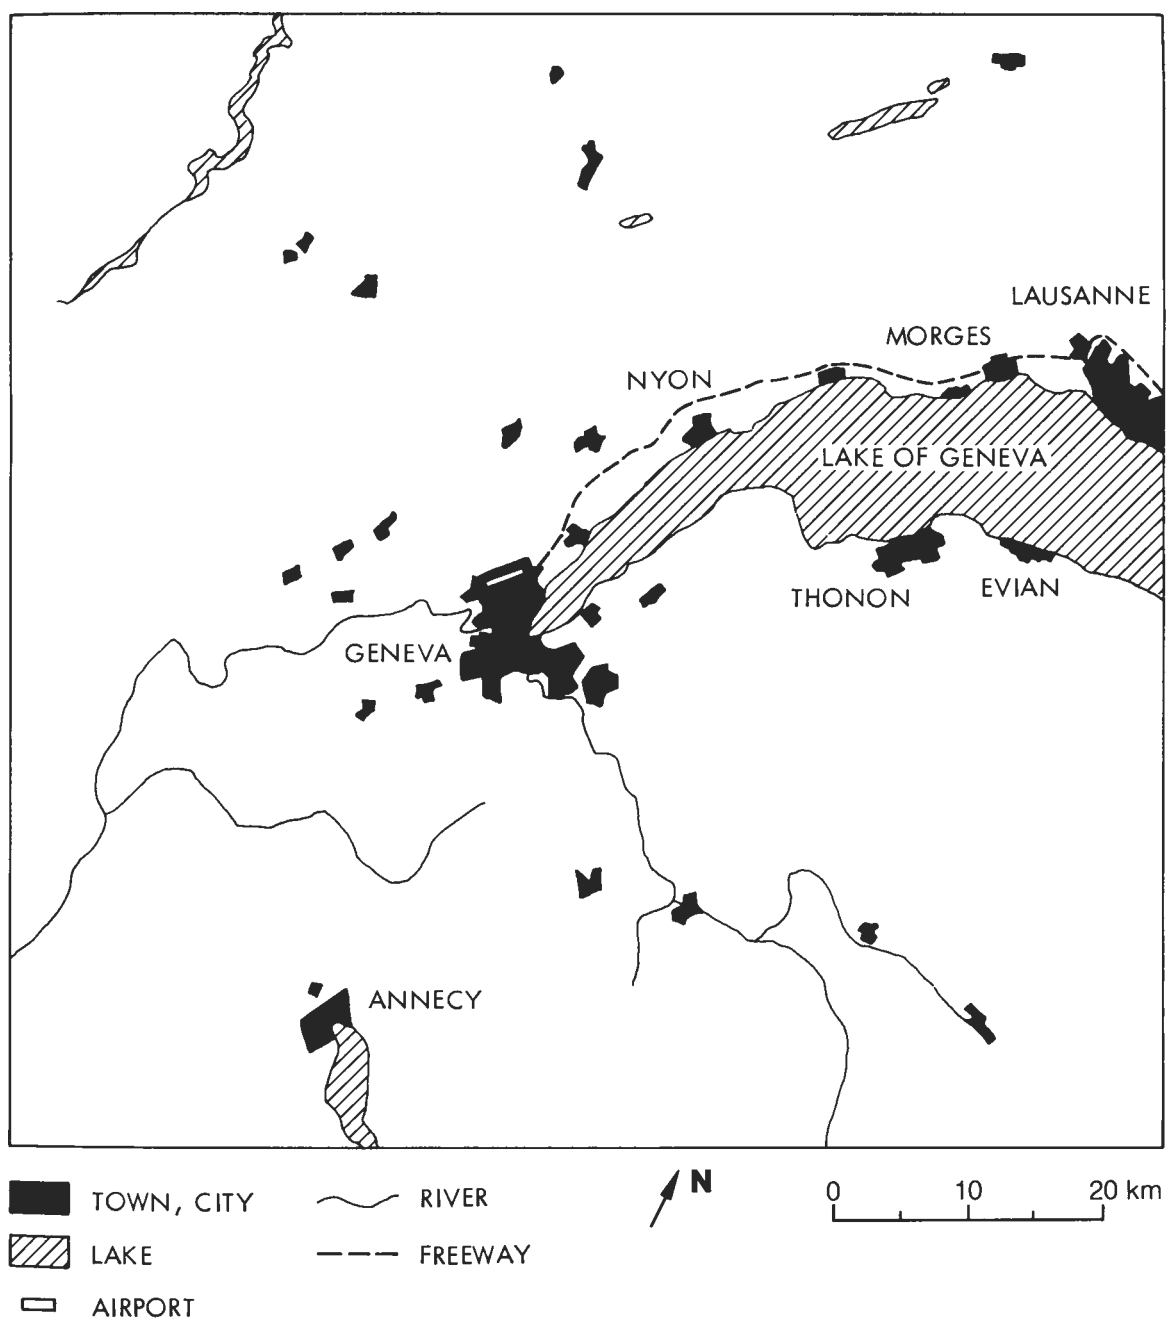 LAUSANNE
MORGES
NYON
LAKE OF GENEVA
THONON
EVIAN
GENEVA
ANNECY
TOWN, CITY
RIVER
N
0 10 20 km
LAKE
FREEWAY
AIRPORT